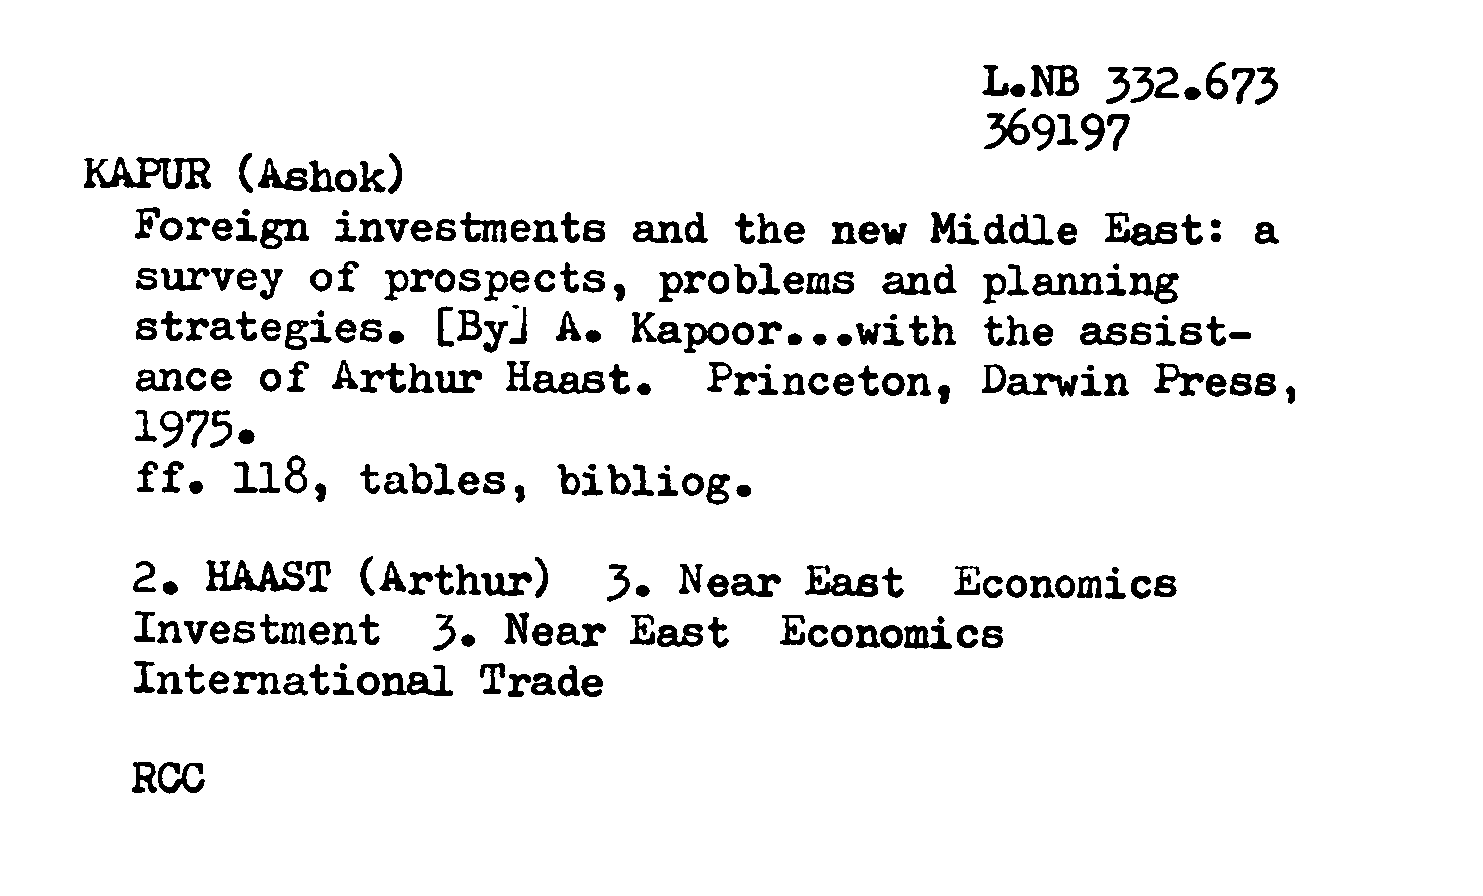 L.NB 332.673
369197
KAPUR (Ashok)
Foreign investments and the new Middle East: a
survey of prospects, problems and planning
strategies. [By] A. Kapoor...with the assist-
ance of Arthur Haast. Princeton, Darwin Press,
1975.
ff. 118, tables, bibliog.
2. HAAST (Arthur) 3. Near East Economics
Investment 3. Near East Economics
International Trade
RCC